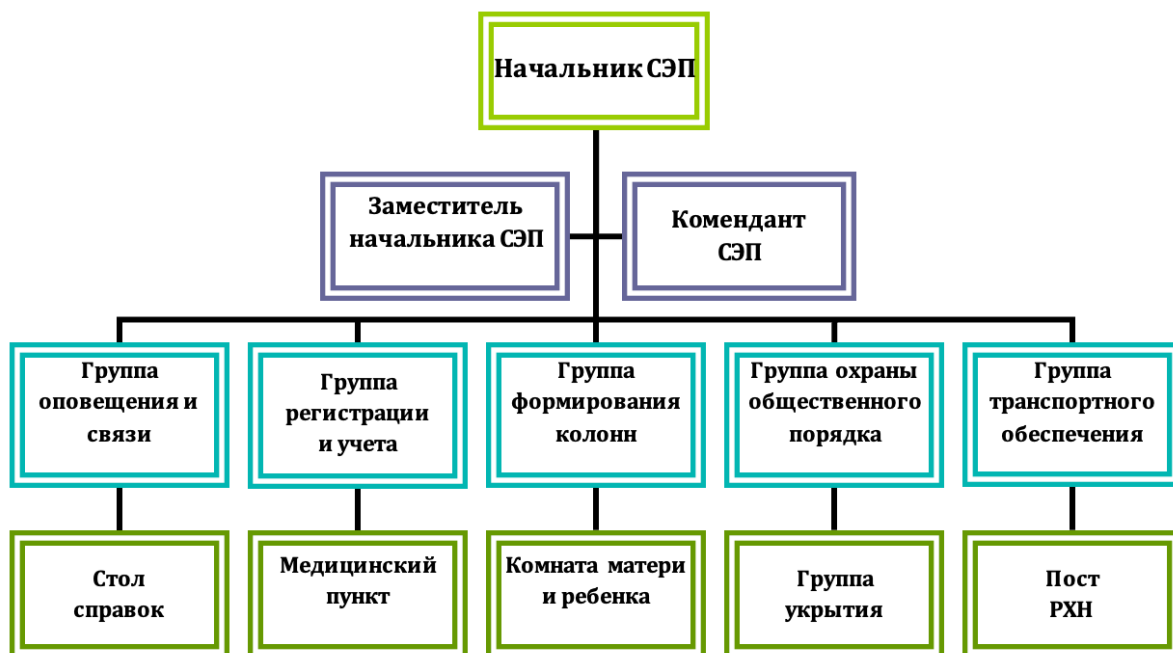 Начальник СЭП
Заместитель
начальника СЭП
Комендант
СЭП
Группа
оповещения и
связи
Группа
регистрации
и учета
Группа
формирования
колонн
Группа охраны
общественного
порядка
Группа
транспортного
обеспечения
Стол
справок
Медицинский
пункт
Комната матери
и ребенка
Группа
укрытия
Пост
РХН